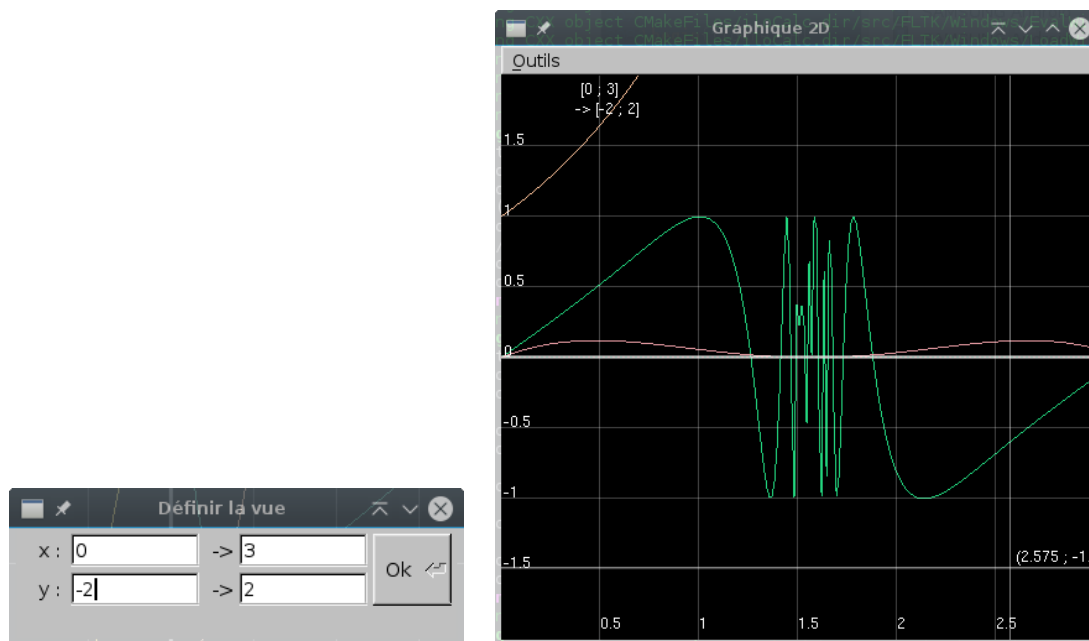 Définir la vue
x : 0 -> 3
y : -2 -> 2
Ok
Graphique 2D
Outils
[0 ; 3]
-> [-2 ; 2]
1.5
1
0.5
0
-0.5
-1
-1.5
(2.575 ; -1.
0.5 1 1.5 2 2.5